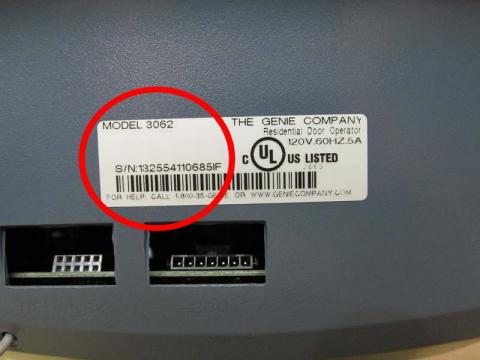 MODEL 3062
THE GENIE COMPANY
Residential Door Operator
120V.60HZ.5A
C UL US LISTED
S/N:132554110685IF
FOR HELP: CALL 1-800-35-GENIE OR WWW.GENIECOMPANY.COM